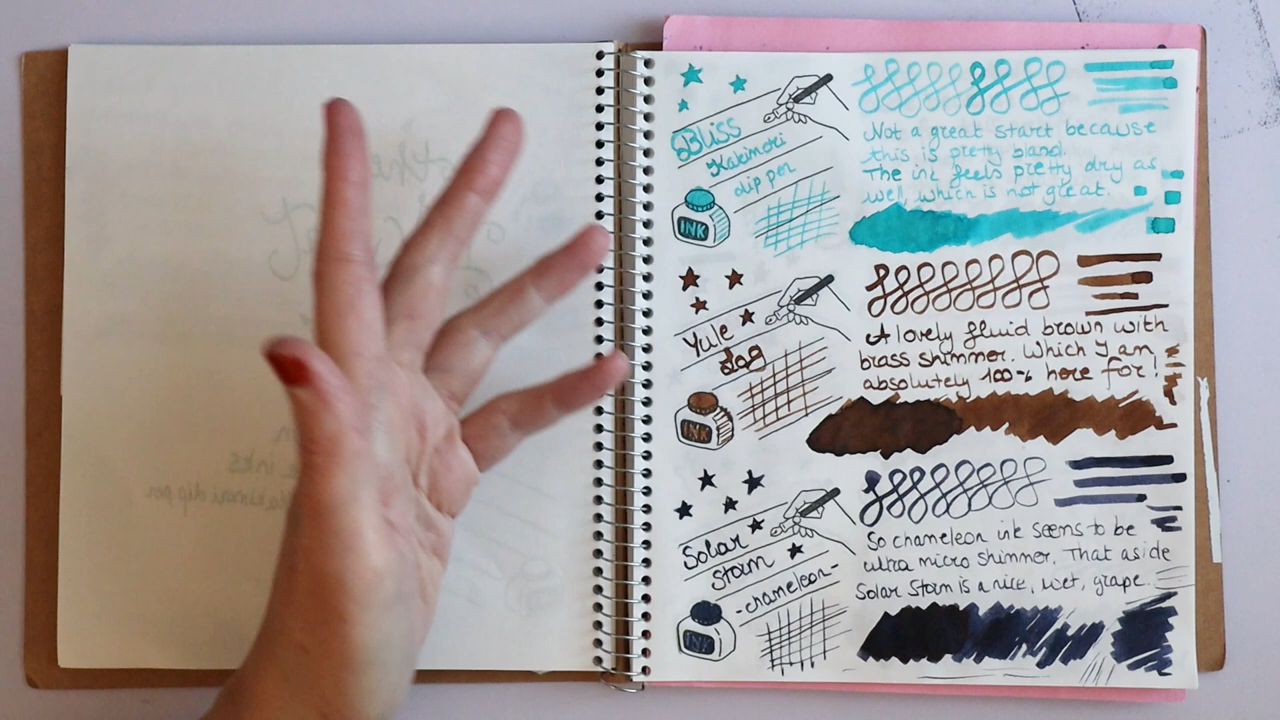 Bliss
Kakimori
dip pen
INK
Not a great start because
this is pretty bland.
The ink feels pretty dry as
well which is not great.
Yule
Log
INK
A lovely fluid brown with
brass shimmer. Which I am
absolutely 100% here for!
Solar
Storm
-chameleon-
INK
So chameleon ink seems to be
ultra micro shimmer. That aside
Solar Storm is a nice, wet, grape.